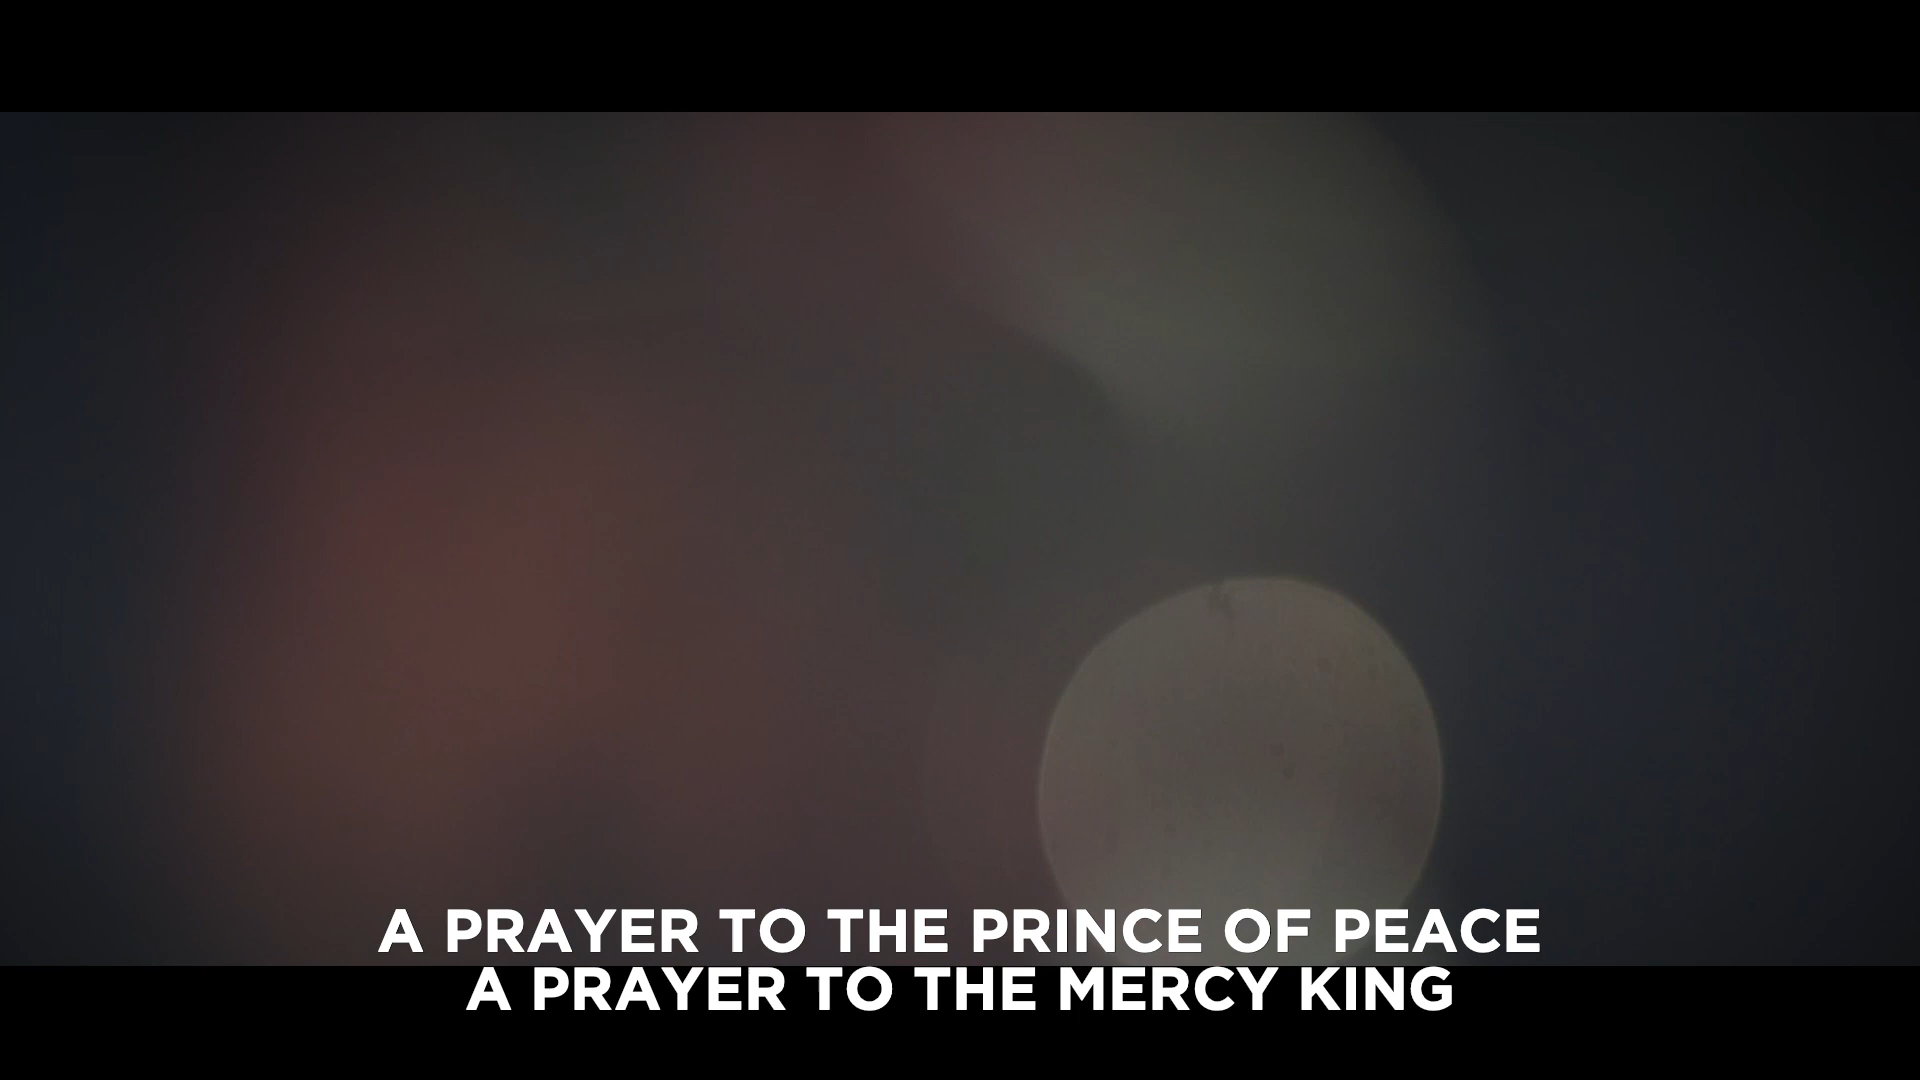 A PRAYER TO THE PRINCE OF PEACE
A PRAYER TO THE MERCY KING